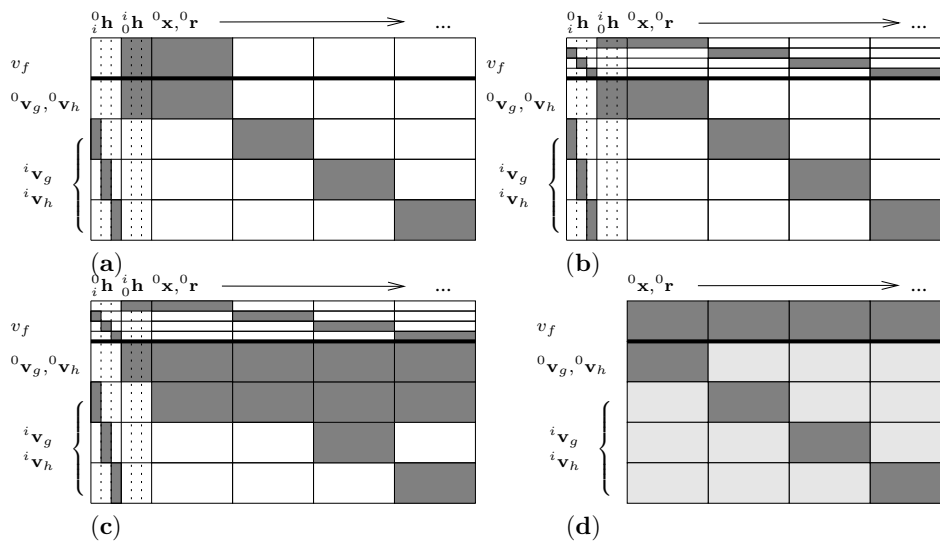 ⁰ᵢh ⁱ₀h ⁰x,⁰r ...
v_f
⁰v_g,⁰v_h
ⁱv_g
ⁱv_h
(a)
⁰ᵢh ⁱ₀h ⁰x,⁰r ...
v_f
⁰v_g,⁰v_h
ⁱv_g
ⁱv_h
(b)
⁰ᵢh ⁱ₀h ⁰x,⁰r ...
v_f
⁰v_g,⁰v_h
ⁱv_g
ⁱv_h
(c)
⁰x,⁰r ...
v_f
⁰v_g,⁰v_h
ⁱv_g
ⁱv_h
(d)